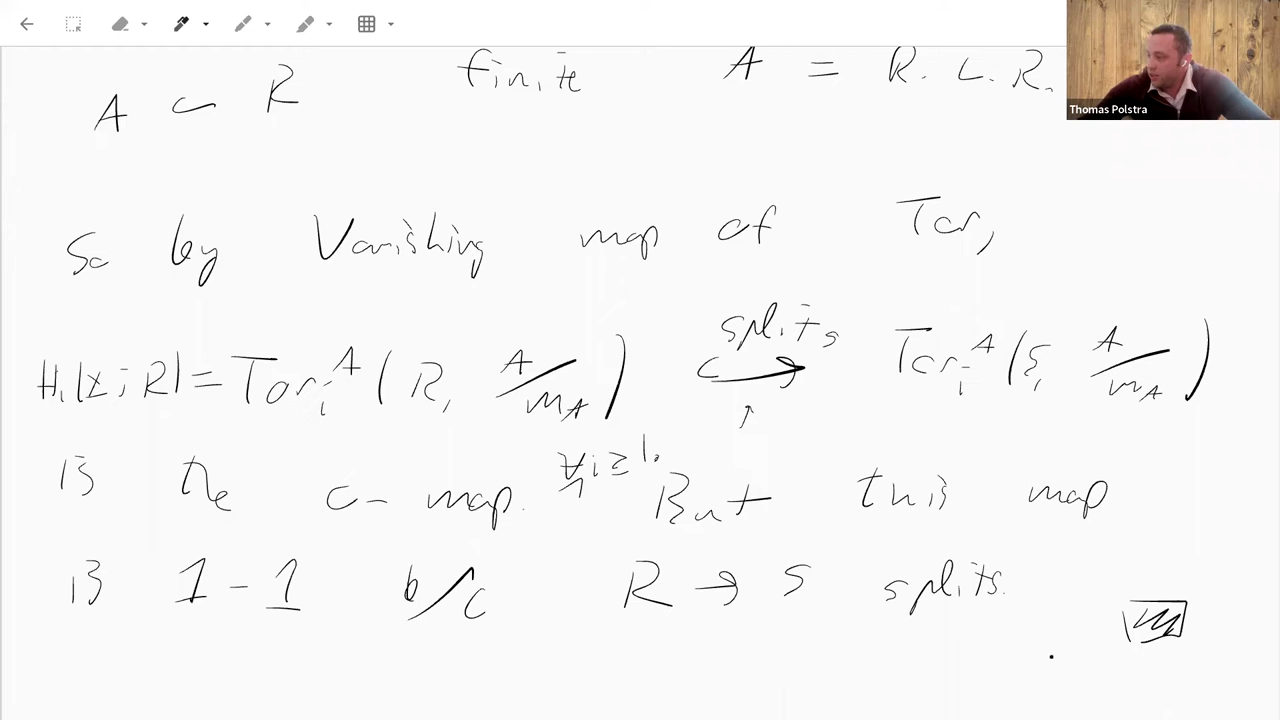 A ⊂ R finite A = R.L.R.
Thomas Polstra
So by Vanishing map of Tor,
H_i(x; R) = Tor_i^A(R, A/m_A) splits ↪ Tor_i^A(S, A/m_A)
is the 0-map. ∀i≥1. But this map
is 1-1 b/c R → S splits.